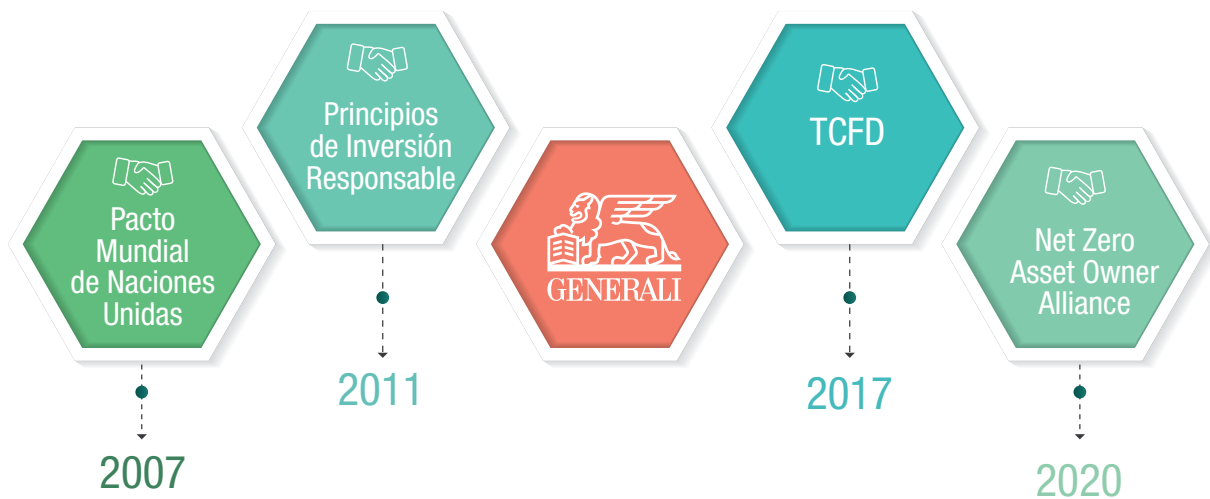 Pacto
Mundial
de Naciones
Unidas
2007
Principios
de Inversión
Responsable
2011
GENERALI
TCFD
2017
Net Zero
Asset Owner
Alliance
2020